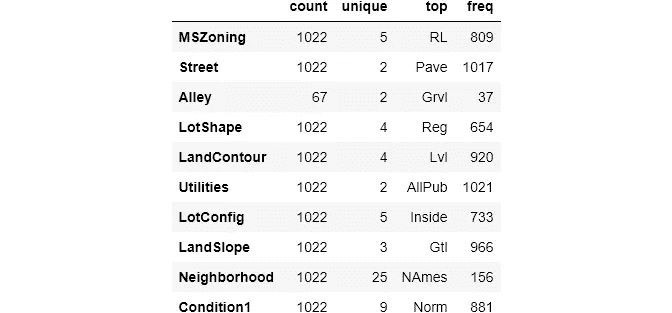 count unique top freq
MSZoning 1022 5 RL 809
Street 1022 2 Pave 1017
Alley 67 2 Grvl 37
LotShape 1022 4 Reg 654
LandContour 1022 4 Lvl 920
Utilities 1022 2 AllPub 1021
LotConfig 1022 5 Inside 733
LandSlope 1022 3 Gtl 966
Neighborhood 1022 25 NAmes 156
Condition1 1022 9 Norm 881